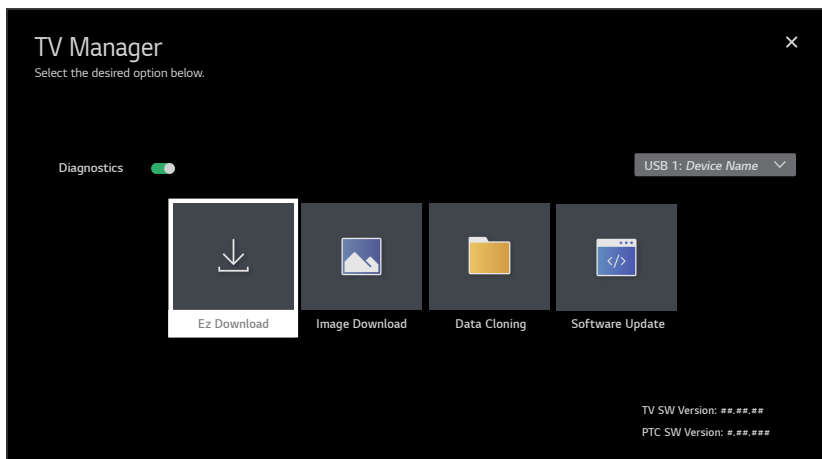 TV Manager
Select the desired option below.
Diagnostics
USB 1: Device Name
</>
Ez Download
Image Download
Data Cloning
Software Update
TV SW Version: ##.##.##
PTC SW Version: #.##.###